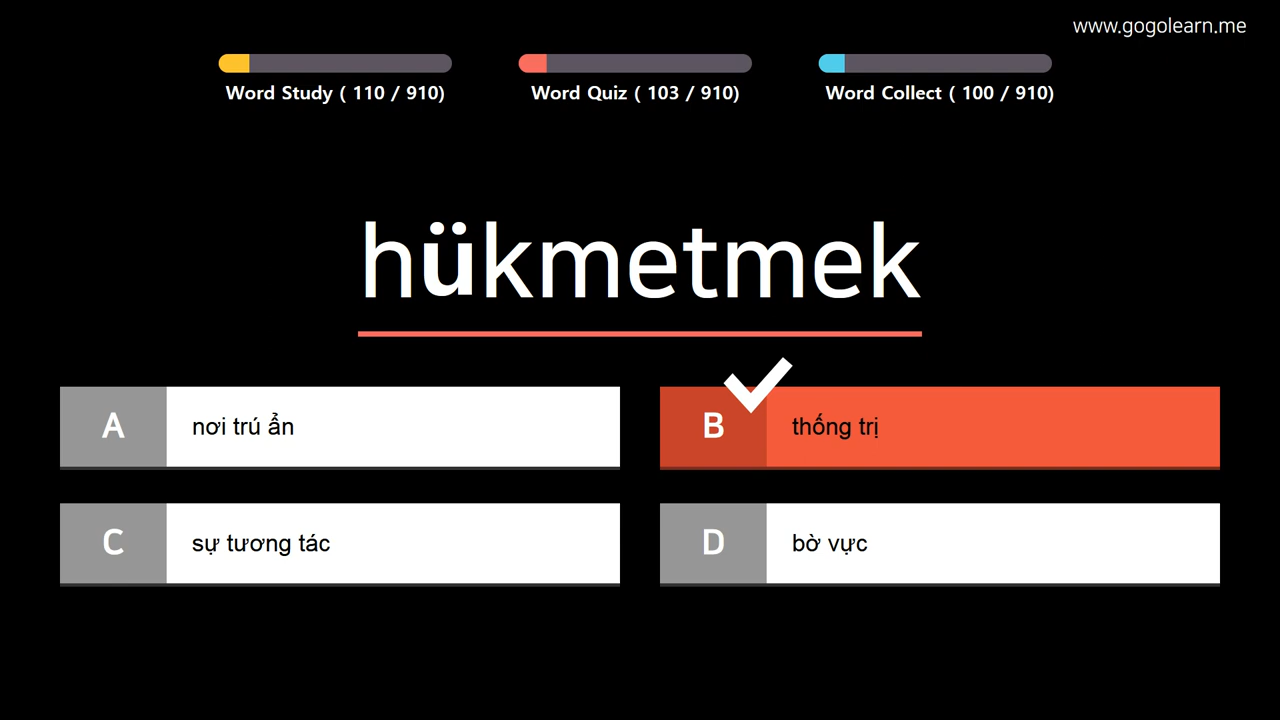 www.gogolearn.me
Word Study ( 110 / 910)
Word Quiz ( 103 / 910)
Word Collect ( 100 / 910)
hükmetmek
A nơi trú ẩn
B thống trị
C sự tương tác
D bờ vực